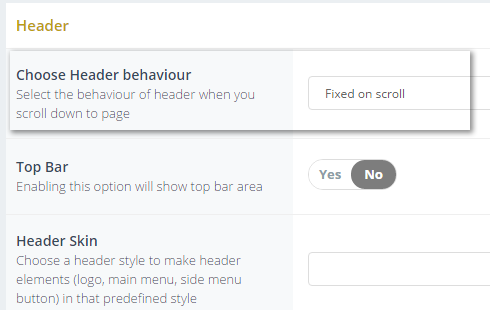 Header
Choose Header behaviour
Select the behaviour of header when you
scroll down to page
Fixed on scroll
Top Bar
Enabling this option will show top bar area
Yes No
Header Skin
Choose a header style to make header
elements (logo, main menu, side menu
button) in that predefined style